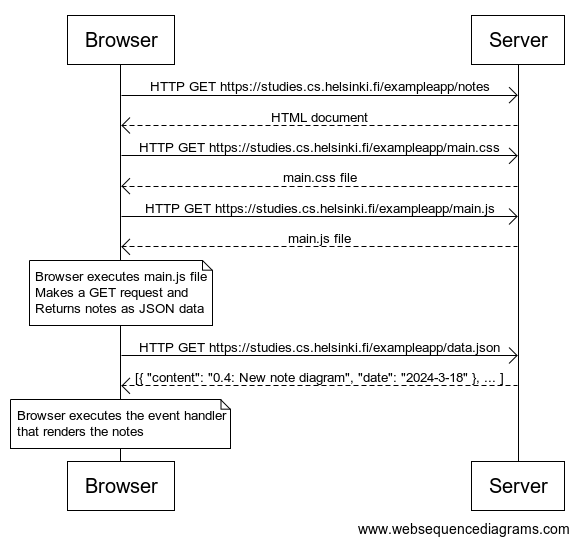 Browser
Server
HTTP GET https://studies.cs.helsinki.fi/exampleapp/notes
HTML document
HTTP GET https://studies.cs.helsinki.fi/exampleapp/main.css
main.css file
HTTP GET https://studies.cs.helsinki.fi/exampleapp/main.js
main.js file
Browser executes main.js file
Makes a GET request and
Returns notes as JSON data
HTTP GET https://studies.cs.helsinki.fi/exampleapp/data.json
[{ "content": "0.4: New note diagram", "date": "2024-3-18" }, ... ]
Browser executes the event handler
that renders the notes
Browser
Server
www.websequencediagrams.com